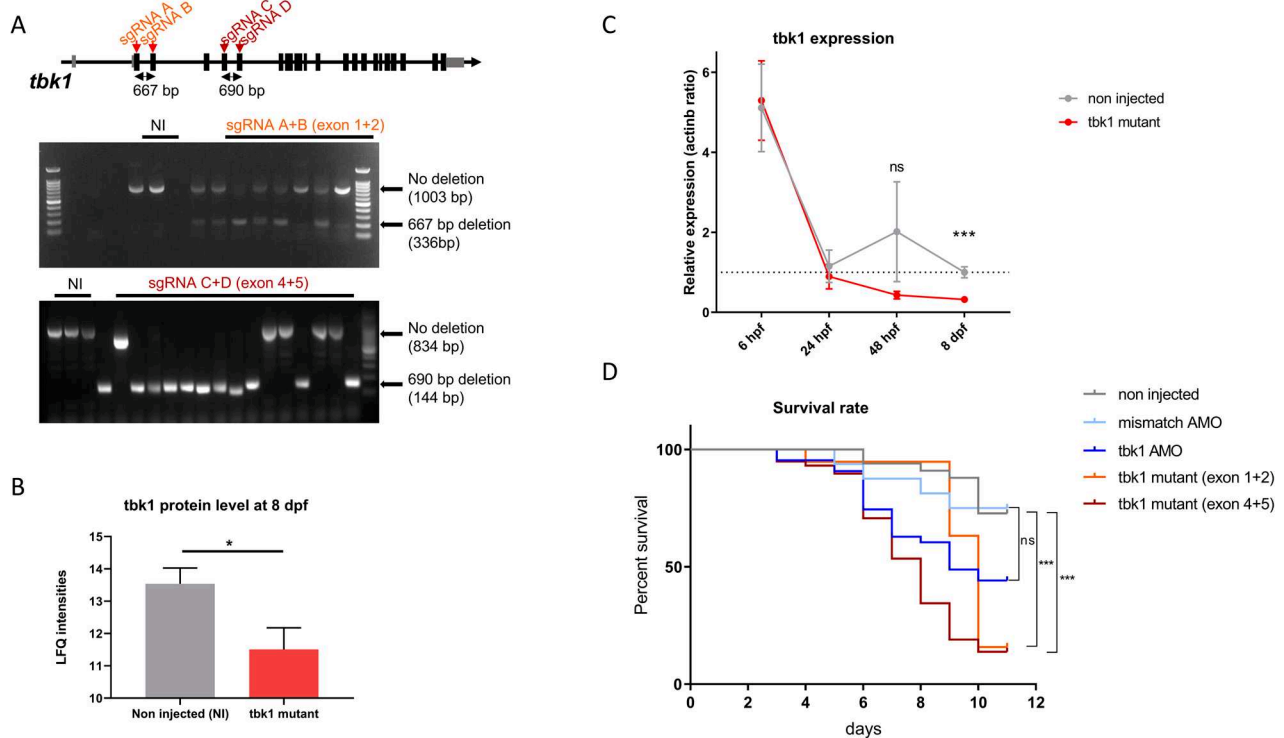 A
sgRNA A
sgRNA B
sgRNA C
sgRNA D
tbk1
667 bp
690 bp
NI
sgRNA A+B (exon 1+2)
No deletion
(1003 bp)
667 bp deletion
(336bp)
NI
sgRNA C+D (exon 4+5)
No deletion
(834 bp)
690 bp deletion
(144 bp)
B
tbk1 protein level at 8 dpf
LFQ intensities
15
14
13
12
11
10
*
Non injected (NI)
tbk1 mutant
C
tbk1 expression
Relative expression (actinb ratio)
6
4
2
0
ns
***
6 hpf
24 hpf
48 hpf
8 dpf
non injected
tbk1 mutant
D
Survival rate
Percent survival
100
50
0
0
2
4
6
8
10
12
days
ns
***
***
non injected
mismatch AMO
tbk1 AMO
tbk1 mutant (exon 1+2)
tbk1 mutant (exon 4+5)